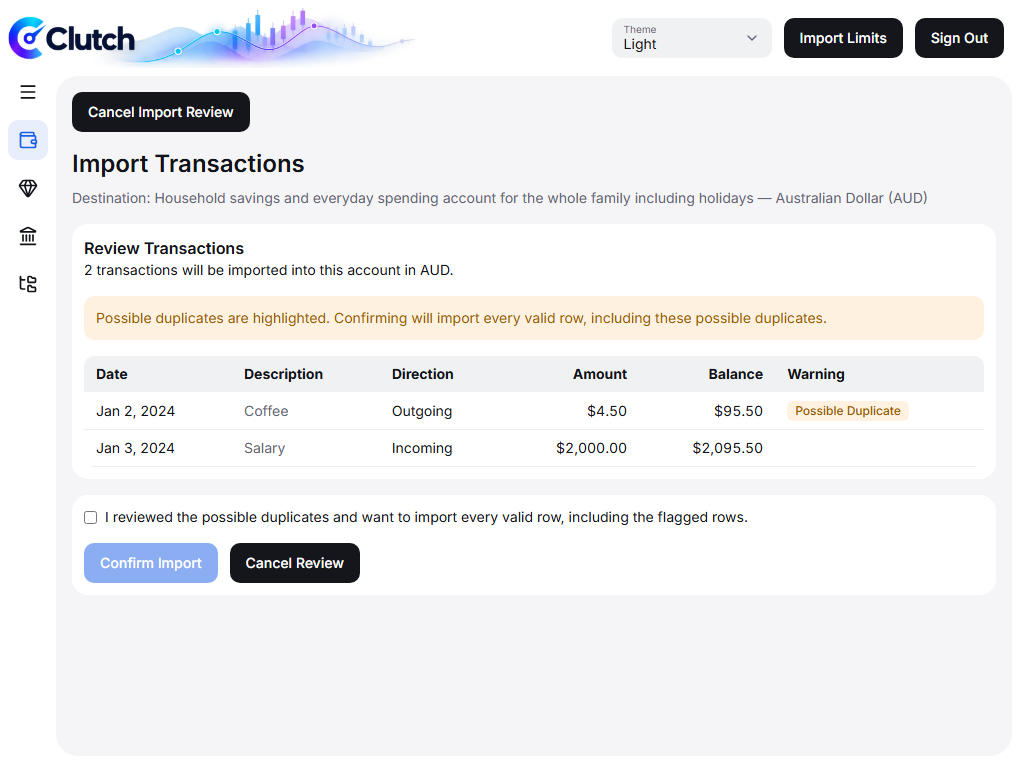 Clutch
Theme
Light
Import Limits
Sign Out
Cancel Import Review
Import Transactions
Destination: Household savings and everyday spending account for the whole family including holidays — Australian Dollar (AUD)
Review Transactions
2 transactions will be imported into this account in AUD.
Possible duplicates are highlighted. Confirming will import every valid row, including these possible duplicates.
Date Description Direction Amount Balance Warning
Jan 2, 2024 Coffee Outgoing $4.50 $95.50 Possible Duplicate
Jan 3, 2024 Salary Incoming $2,000.00 $2,095.50
I reviewed the possible duplicates and want to import every valid row, including the flagged rows.
Confirm Import
Cancel Review